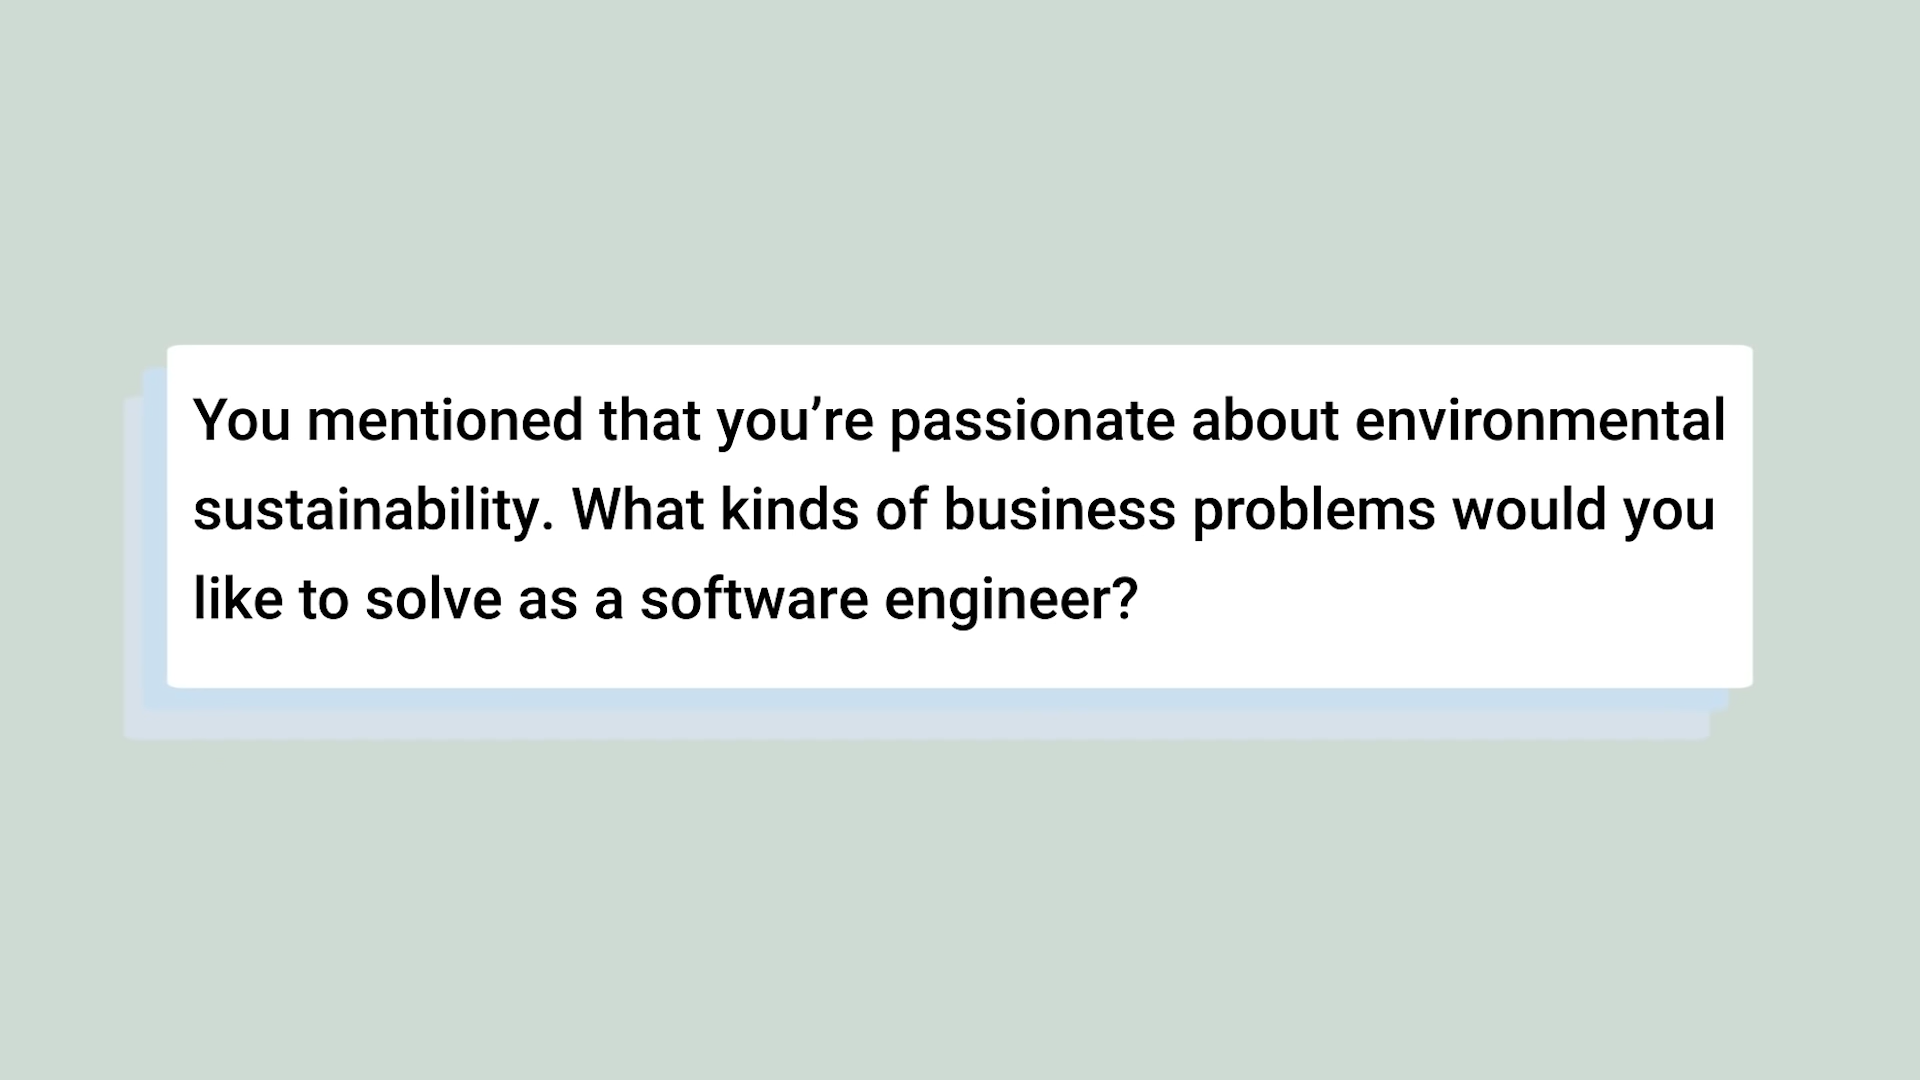 You mentioned that you’re passionate about environmental
sustainability. What kinds of business problems would you
like to solve as a software engineer?